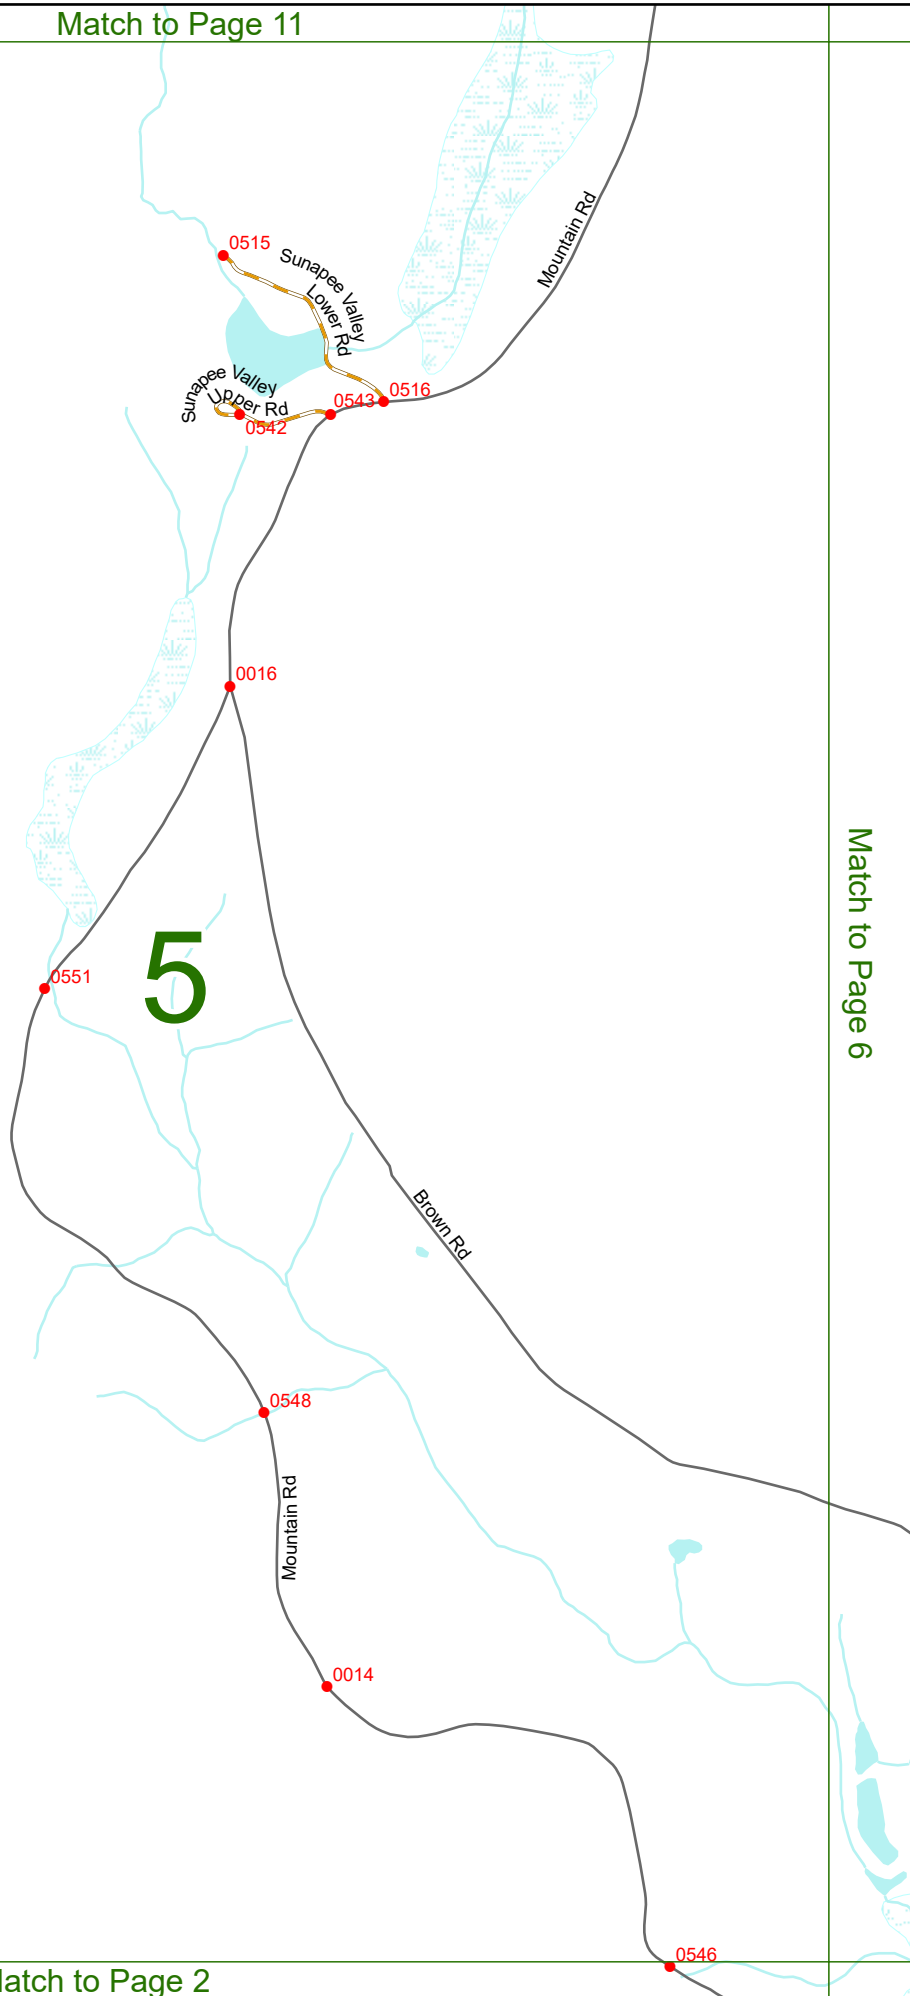 Match to Page 11
Mountain Rd
0515
Sunapee Valley
Lower Rd
Sunapee Valley
Upper Rd
0516
0543
0542
0016
Match to Page 6
5
0551
Brown Rd
0548
Mountain Rd
0014
0546
atch to Page 2